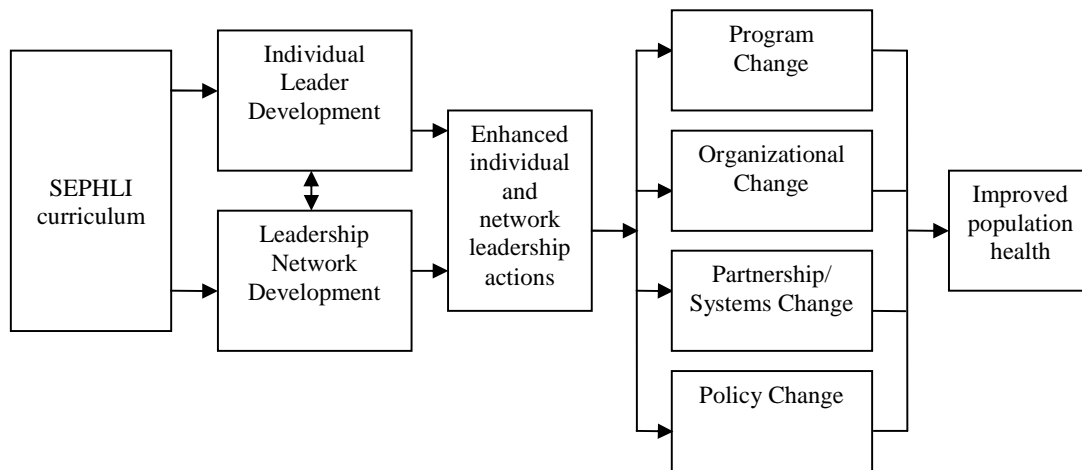 SEPHLI
curriculum
Individual
Leader
Development
Leadership
Network
Development
Enhanced
individual
and
network
leadership
actions
Program
Change
Organizational
Change
Partnership/
Systems Change
Policy Change
Improved
population
health